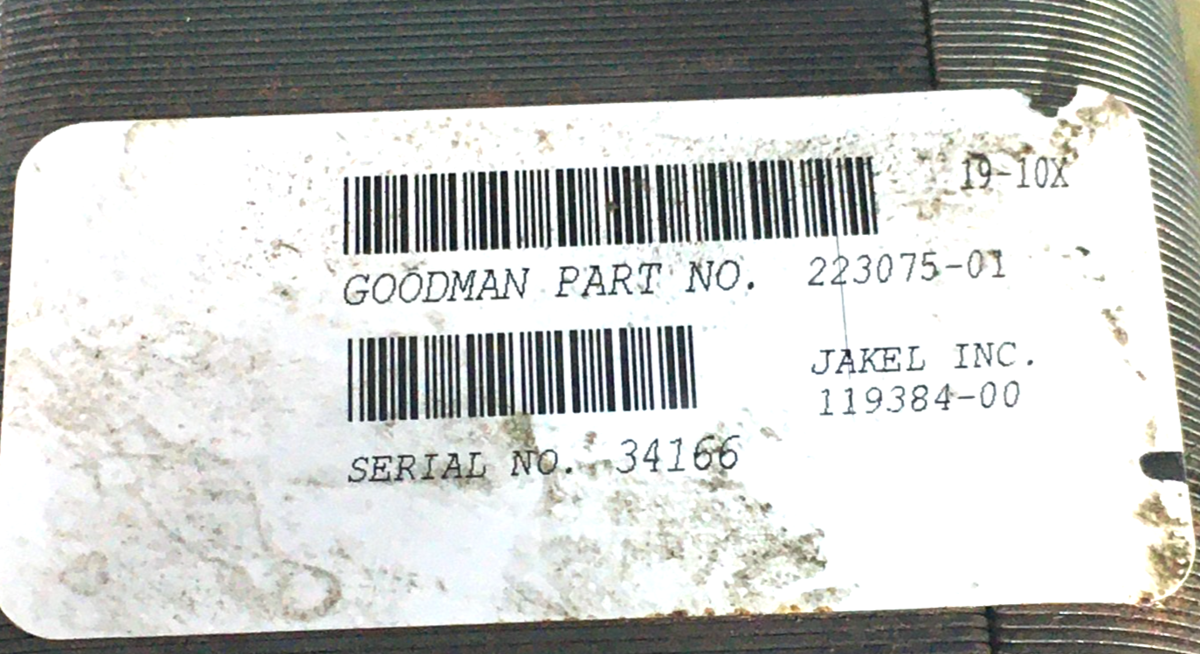 19-10X
GOODMAN PART NO. 223075-01
JAKEL INC.
119384-00
SERIAL NO. 34166